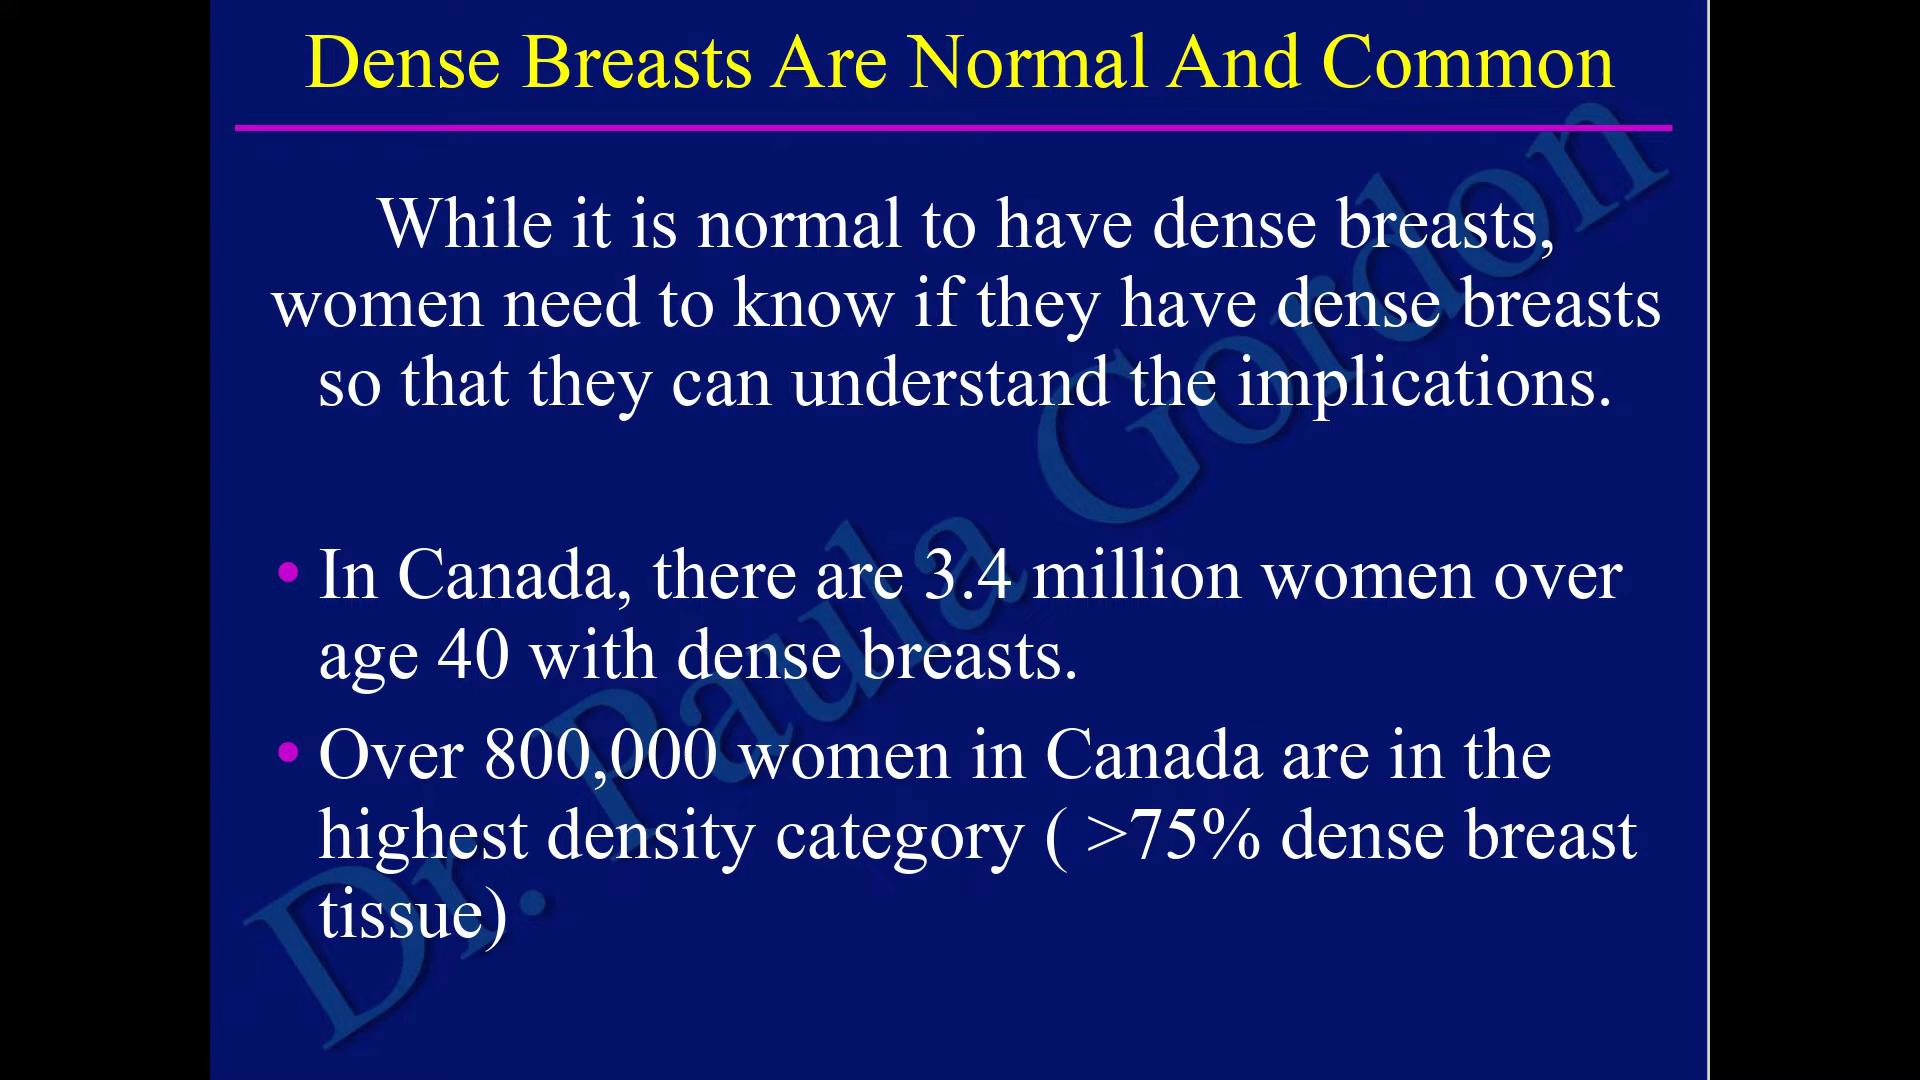 Dense Breasts Are Normal And Common
While it is normal to have dense breasts,
women need to know if they have dense breasts
so that they can understand the implications.
• In Canada, there are 3.4 million women over
age 40 with dense breasts.
• Over 800,000 women in Canada are in the
highest density category ( >75% dense breast
tissue)
Dr. Paula Gordon